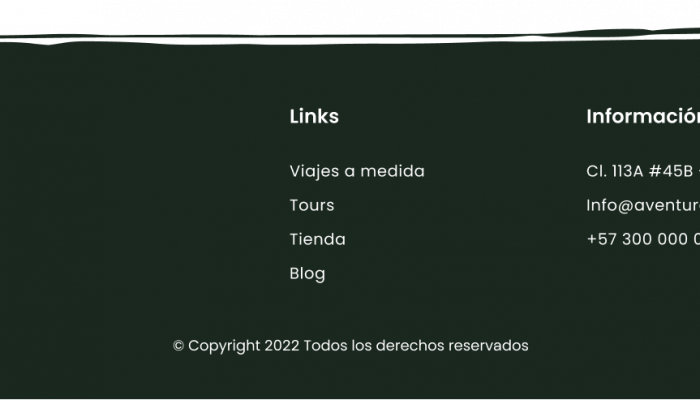 Links
Viajes a medida
Tours
Tienda
Blog
Información
Cl. 113A #45B
Info@aventur
+57 300 000
© Copyright 2022 Todos los derechos reservados